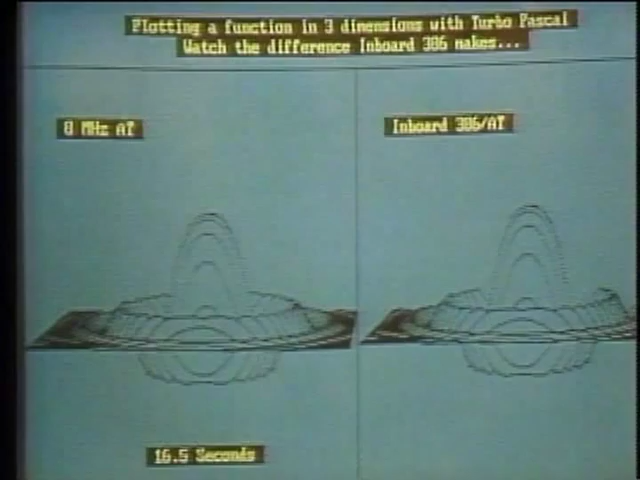 Plotting a function in 3 dimensions with Turbo Pascal
Watch the difference Inboard 386 makes...
8 MHz AT
Inboard 386/AT
16.5 Seconds